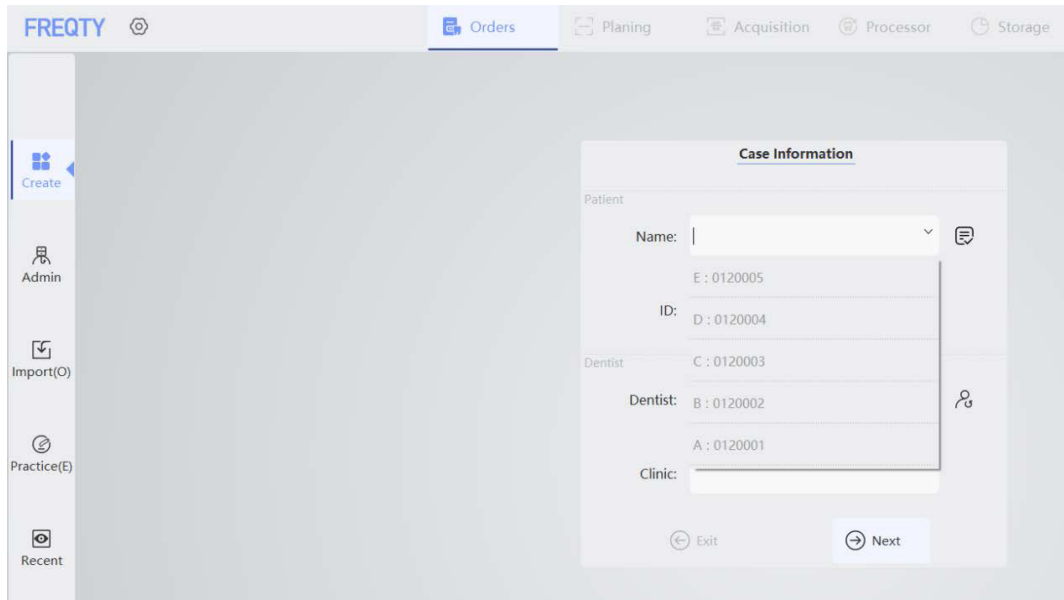 FREQTY
Orders
Planing
Acquisition
Processor
Storage
Create
Admin
Import(O)
Practice(E)
Recent
Case Information
Patient
Name:
E : 0120005
ID:
D : 0120004
Dentist
C : 0120003
Dentist:
B : 0120002
A : 0120001
Clinic:
Exit
Next